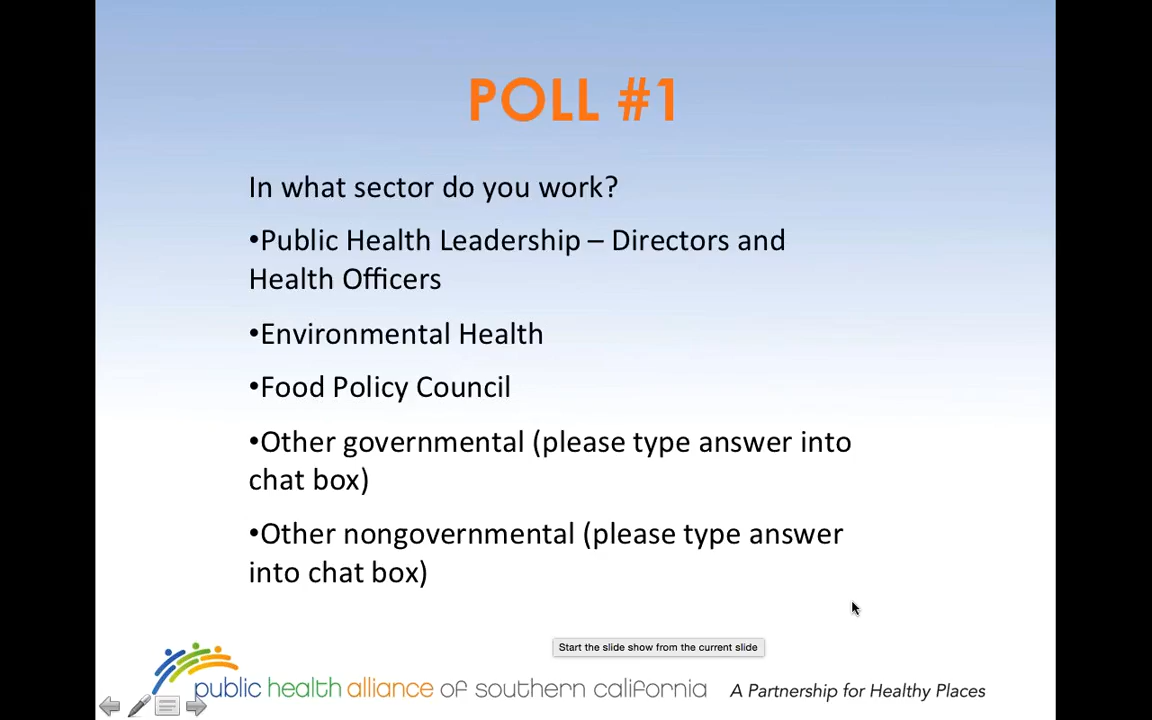 POLL #1
In what sector do you work?
•Public Health Leadership – Directors and
Health Officers
•Environmental Health
•Food Policy Council
•Other governmental (please type answer into
chat box)
•Other nongovernmental (please type answer
into chat box)
Start the slide show from the current slide
public health alliance of southern california A Partnership for Healthy Places